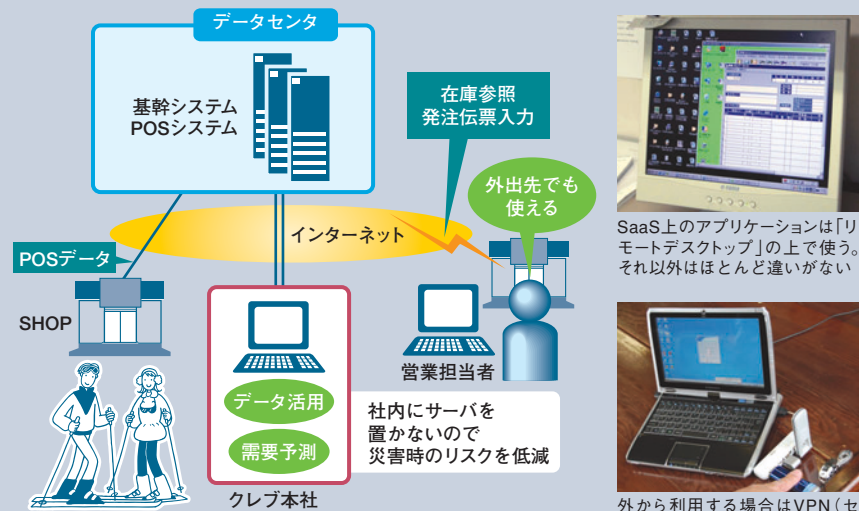 データセンタ
基幹システム
POSシステム
在庫参照
発注伝票入力
外出先でも
使える
インターネット
POSデータ
SHOP
営業担当者
データ活用
需要予測
社内にサーバを
置かないので
災害時のリスクを低減
クレブ本社
SaaS上のアプリケーションは「リ
モートデスクトップ」の上で使う。
それ以外はほとんど違いがない
外から利用する場合はVPN(セ